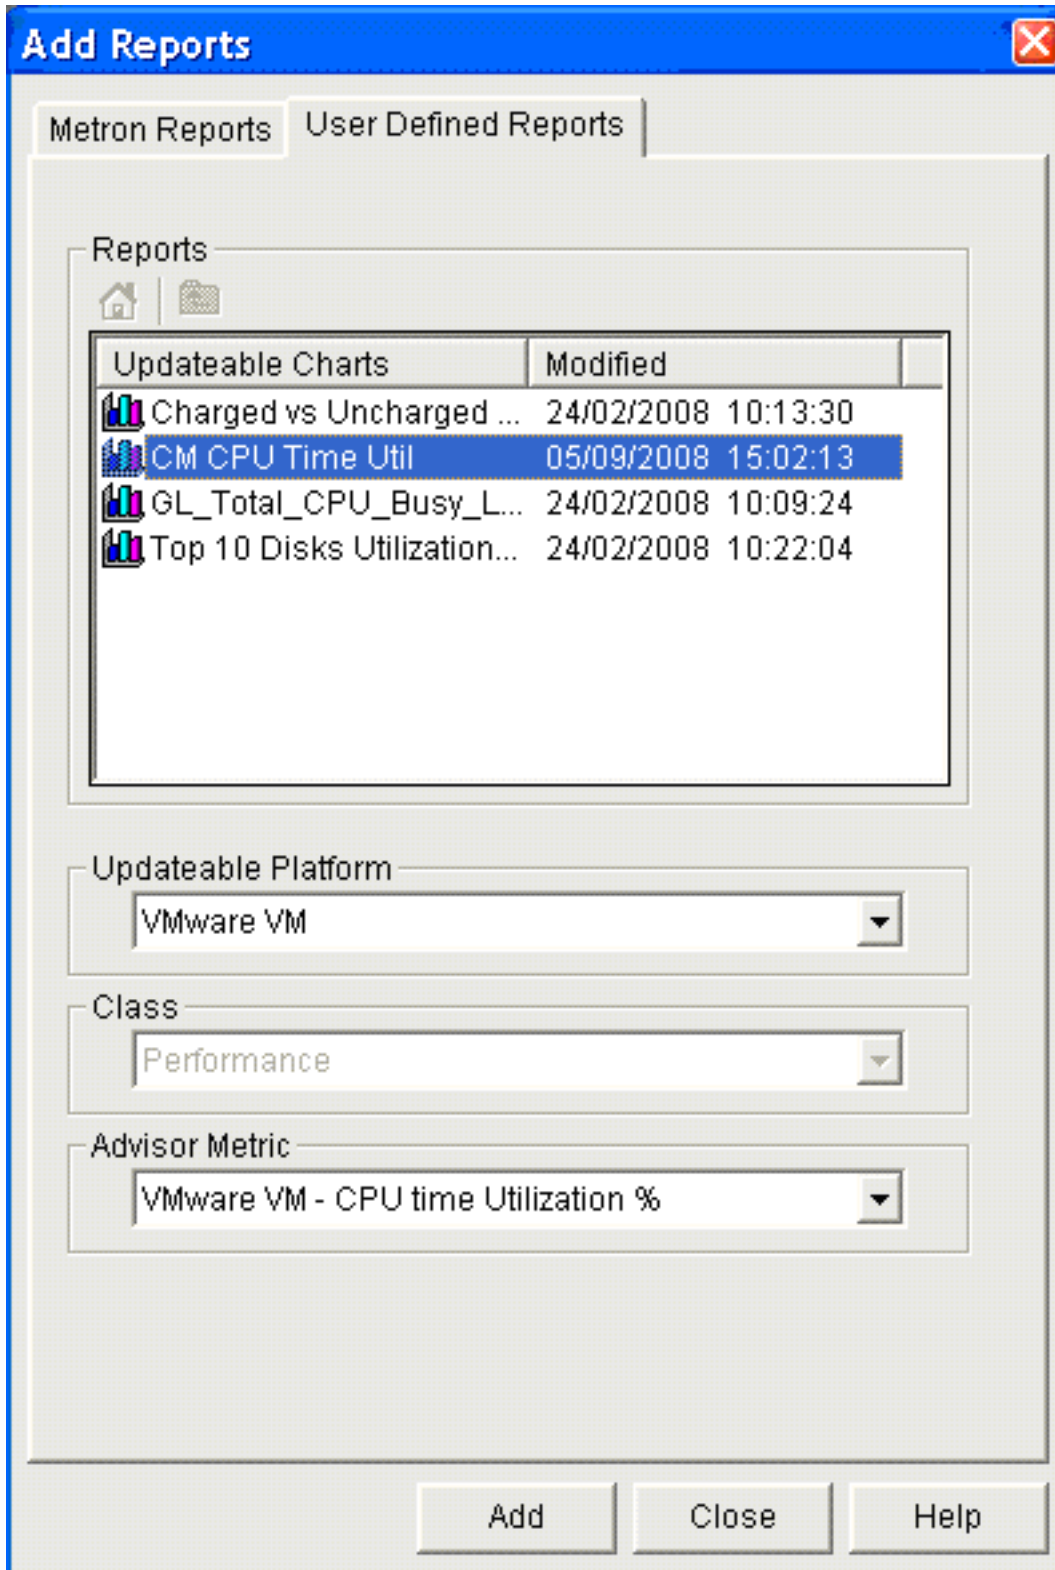 Add Reports
Metron Reports User Defined Reports
Reports
Updateable Charts Modified
Charged vs Uncharged ... 24/02/2008 10:13:30
CM CPU Time Util 05/09/2008 15:02:13
GL_Total_CPU_Busy_L... 24/02/2008 10:09:24
Top 10 Disks Utilization... 24/02/2008 10:22:04
Updateable Platform
VMware VM
Class
Performance
Advisor Metric
VMware VM - CPU time Utilization %
Add Close Help